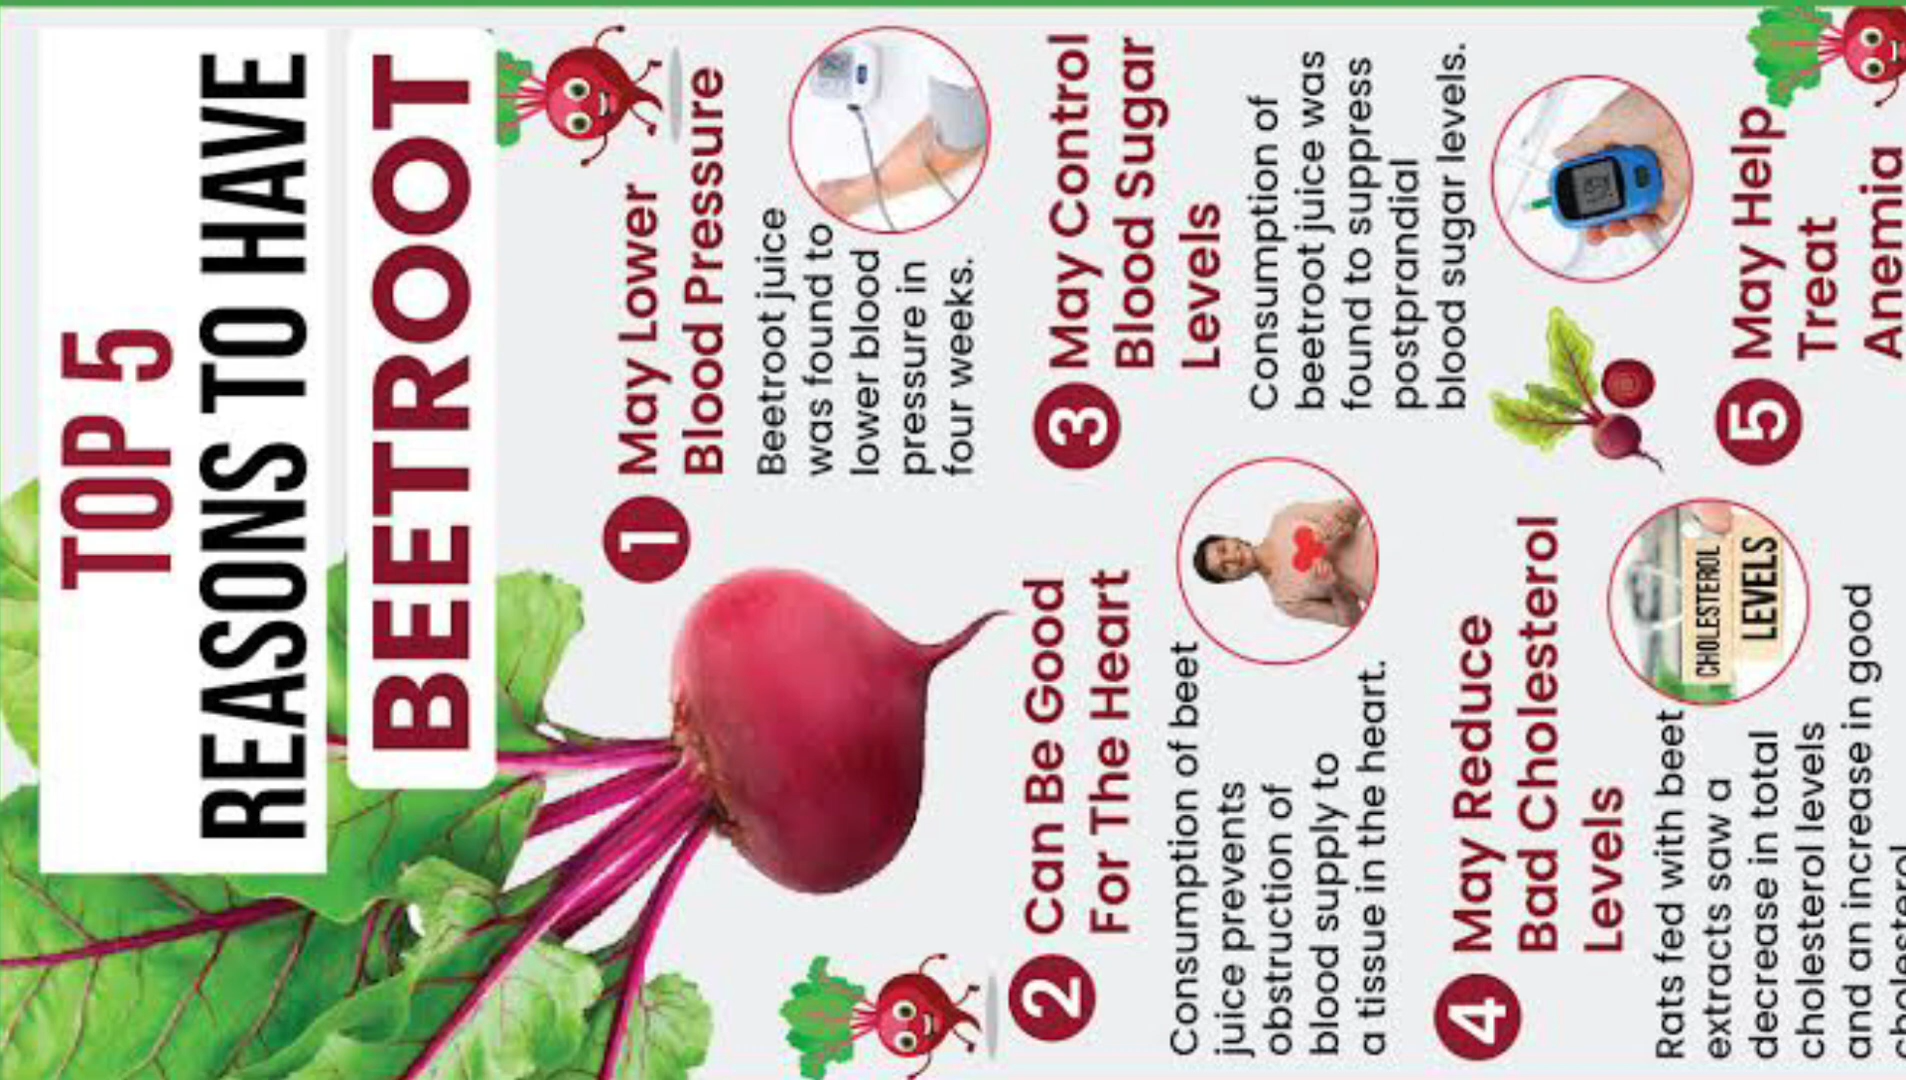 TOP 5
REASONS TO HAVE
BEETROOT
1 May Lower
Blood Pressure
Beetroot juice
was found to
lower blood
pressure in
four weeks.
2 Can Be Good
For The Heart
Consumption of beet
juice prevents
obstruction of
blood supply to
a tissue in the heart.
3 May Control
Blood Sugar
Levels
Consumption of
beetroot juice was
found to suppress
postprandial
blood sugar levels.
4 May Reduce
Bad Cholesterol
Levels
Rats fed with beet
extracts saw a
decrease in total
cholesterol levels
and an increase in good
cholesterol
CHOLESTEROL
LEVELS
5 May Help
Treat
Anemia